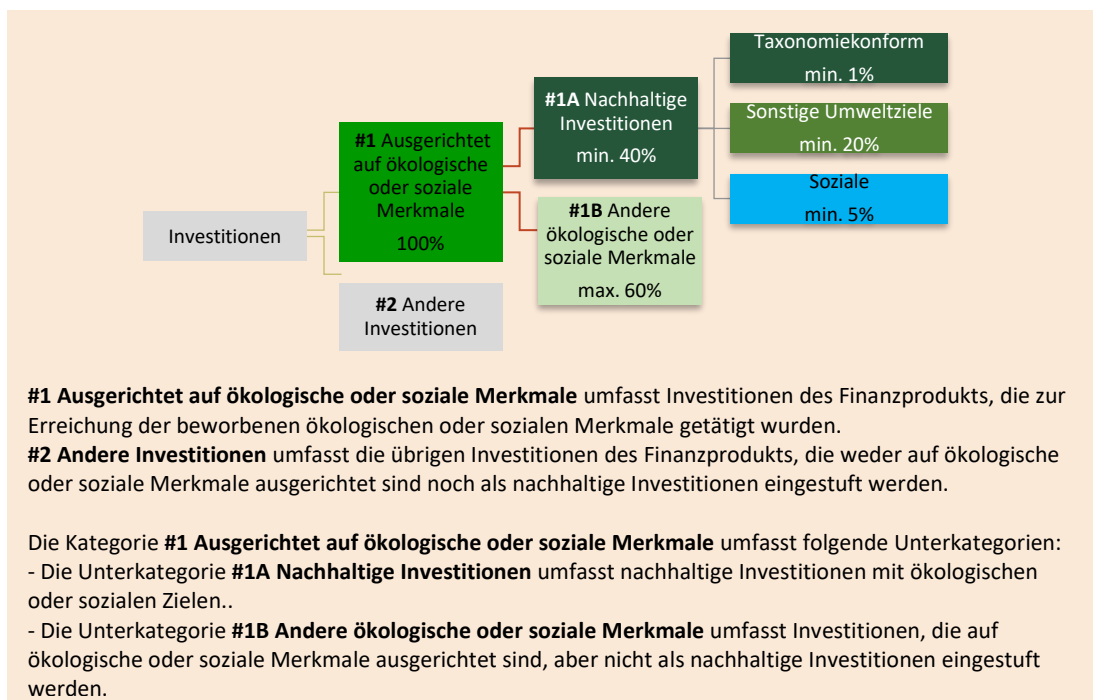 Investitionen
#1 Ausgerichtet
auf ökologische
oder soziale
Merkmale
100%
#2 Andere
Investitionen
#1A Nachhaltige
Investitionen
min. 40%
#1B Andere
ökologische oder
soziale Merkmale
max. 60%
Taxonomiekonform
min. 1%
Sonstige Umweltziele
min. 20%
Soziale
min. 5%
#1 Ausgerichtet auf ökologische oder soziale Merkmale umfasst Investitionen des Finanzprodukts, die zur
Erreichung der beworbenen ökologischen oder sozialen Merkmale getätigt wurden.
#2 Andere Investitionen umfasst die übrigen Investitionen des Finanzprodukts, die weder auf ökologische
oder soziale Merkmale ausgerichtet sind noch als nachhaltige Investitionen eingestuft werden.
Die Kategorie #1 Ausgerichtet auf ökologische oder soziale Merkmale umfasst folgende Unterkategorien:
- Die Unterkategorie #1A Nachhaltige Investitionen umfasst nachhaltige Investitionen mit ökologischen
oder sozialen Zielen..
- Die Unterkategorie #1B Andere ökologische oder soziale Merkmale umfasst Investitionen, die auf
ökologische oder soziale Merkmale ausgerichtet sind, aber nicht als nachhaltige Investitionen eingestuft
werden.